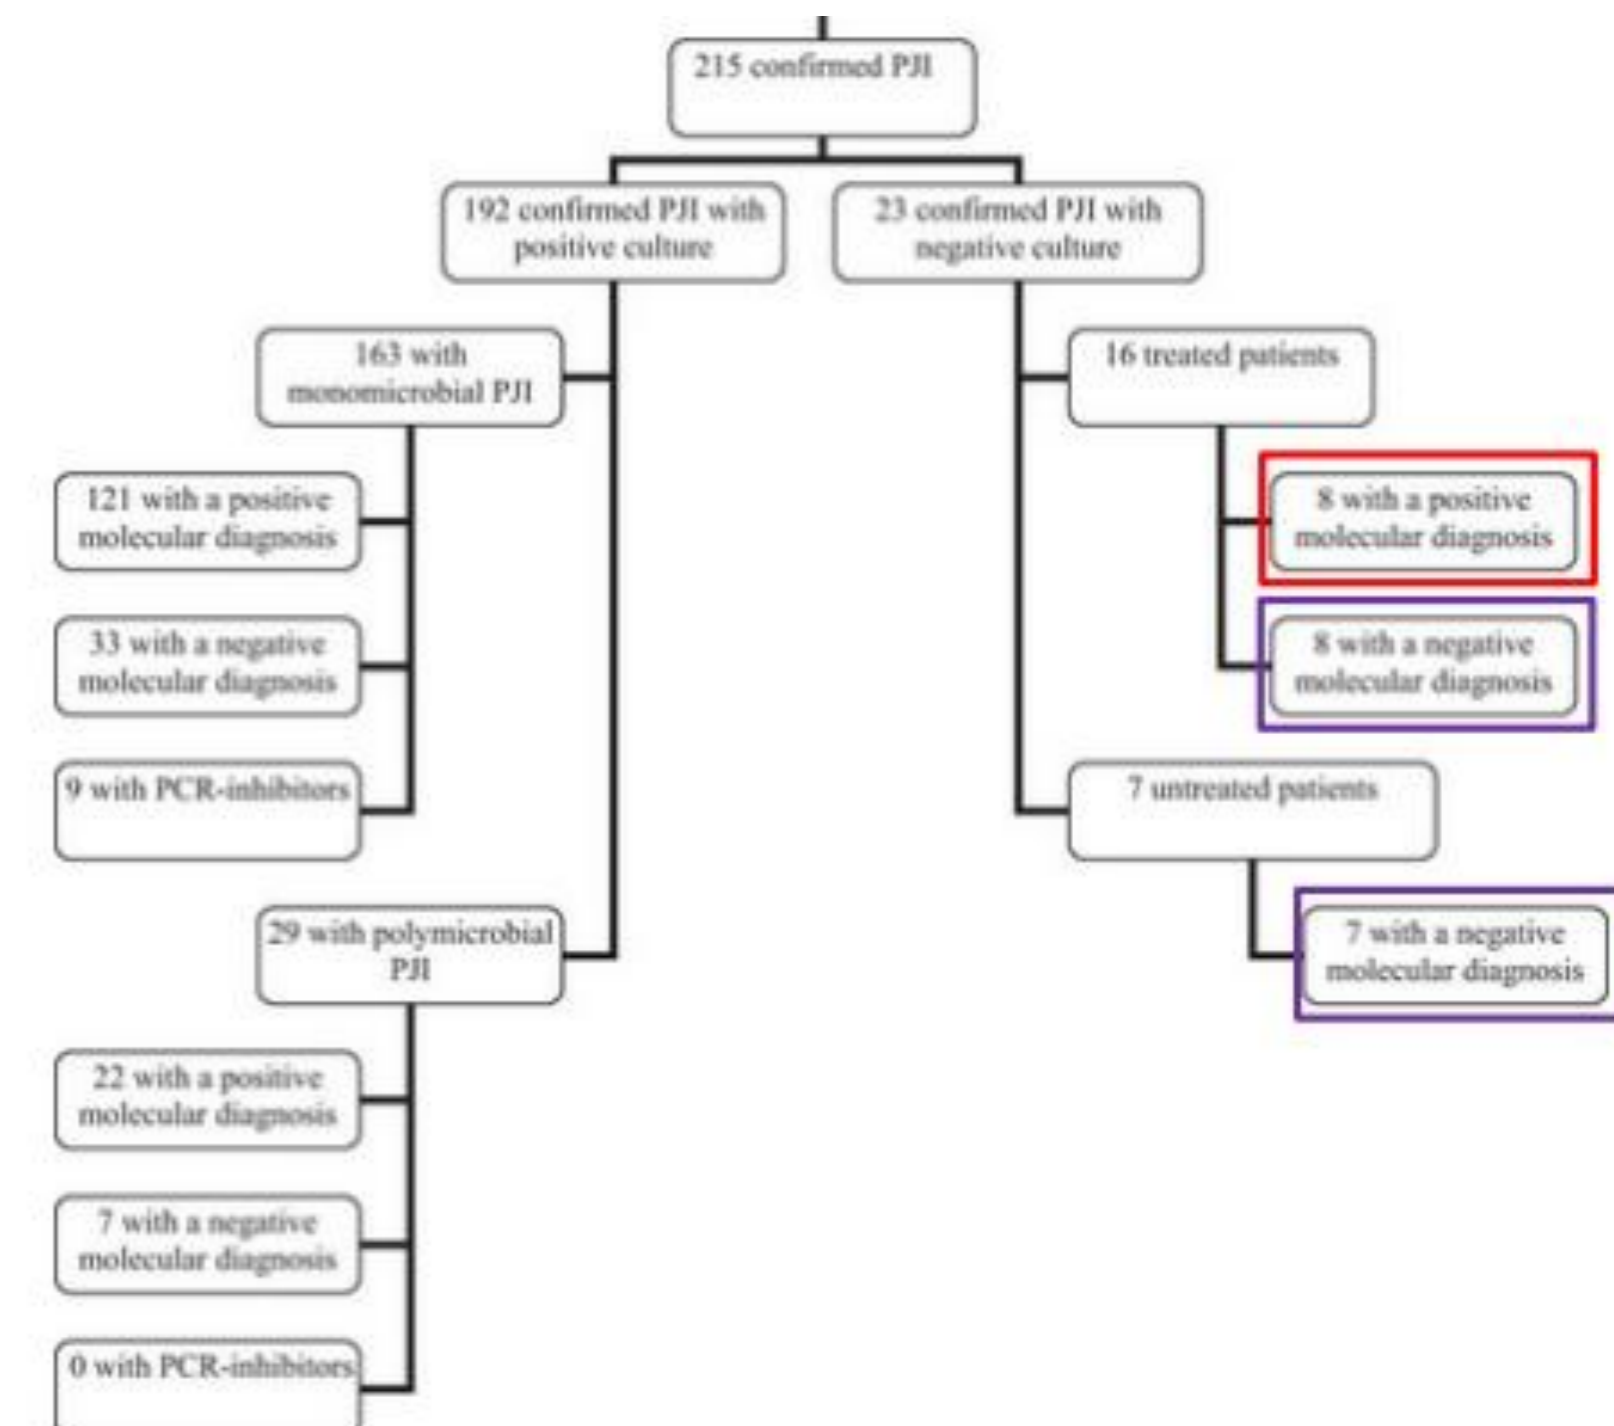 215 confirmed PJI
192 confirmed PJI with
positive culture
23 confirmed PJI with
negative culture
163 with
monomicrobial PJI
16 treated patients
121 with a positive
molecular diagnosis
8 with a positive
molecular diagnosis
33 with a negative
molecular diagnosis
8 with a negative
molecular diagnosis
9 with PCR-inhibitors
7 untreated patients
29 with polymicrobial
PJI
7 with a negative
molecular diagnosis
22 with a positive
molecular diagnosis
7 with a negative
molecular diagnosis
0 with PCR-inhibitors